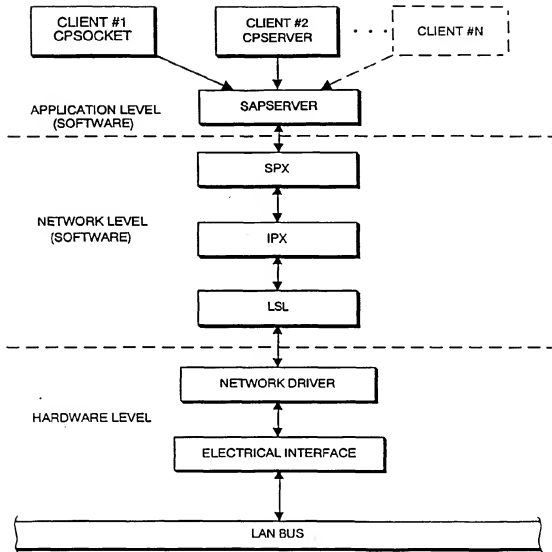 CLIENT #1
CPSOCKET
CLIENT #2
CPSERVER
CLIENT #N
SAPSERVER
APPLICATION LEVEL
(SOFTWARE)
SPX
NETWORK LEVEL
(SOFTWARE)
IPX
LSL
NETWORK DRIVER
HARDWARE LEVEL
ELECTRICAL INTERFACE
LAN BUS